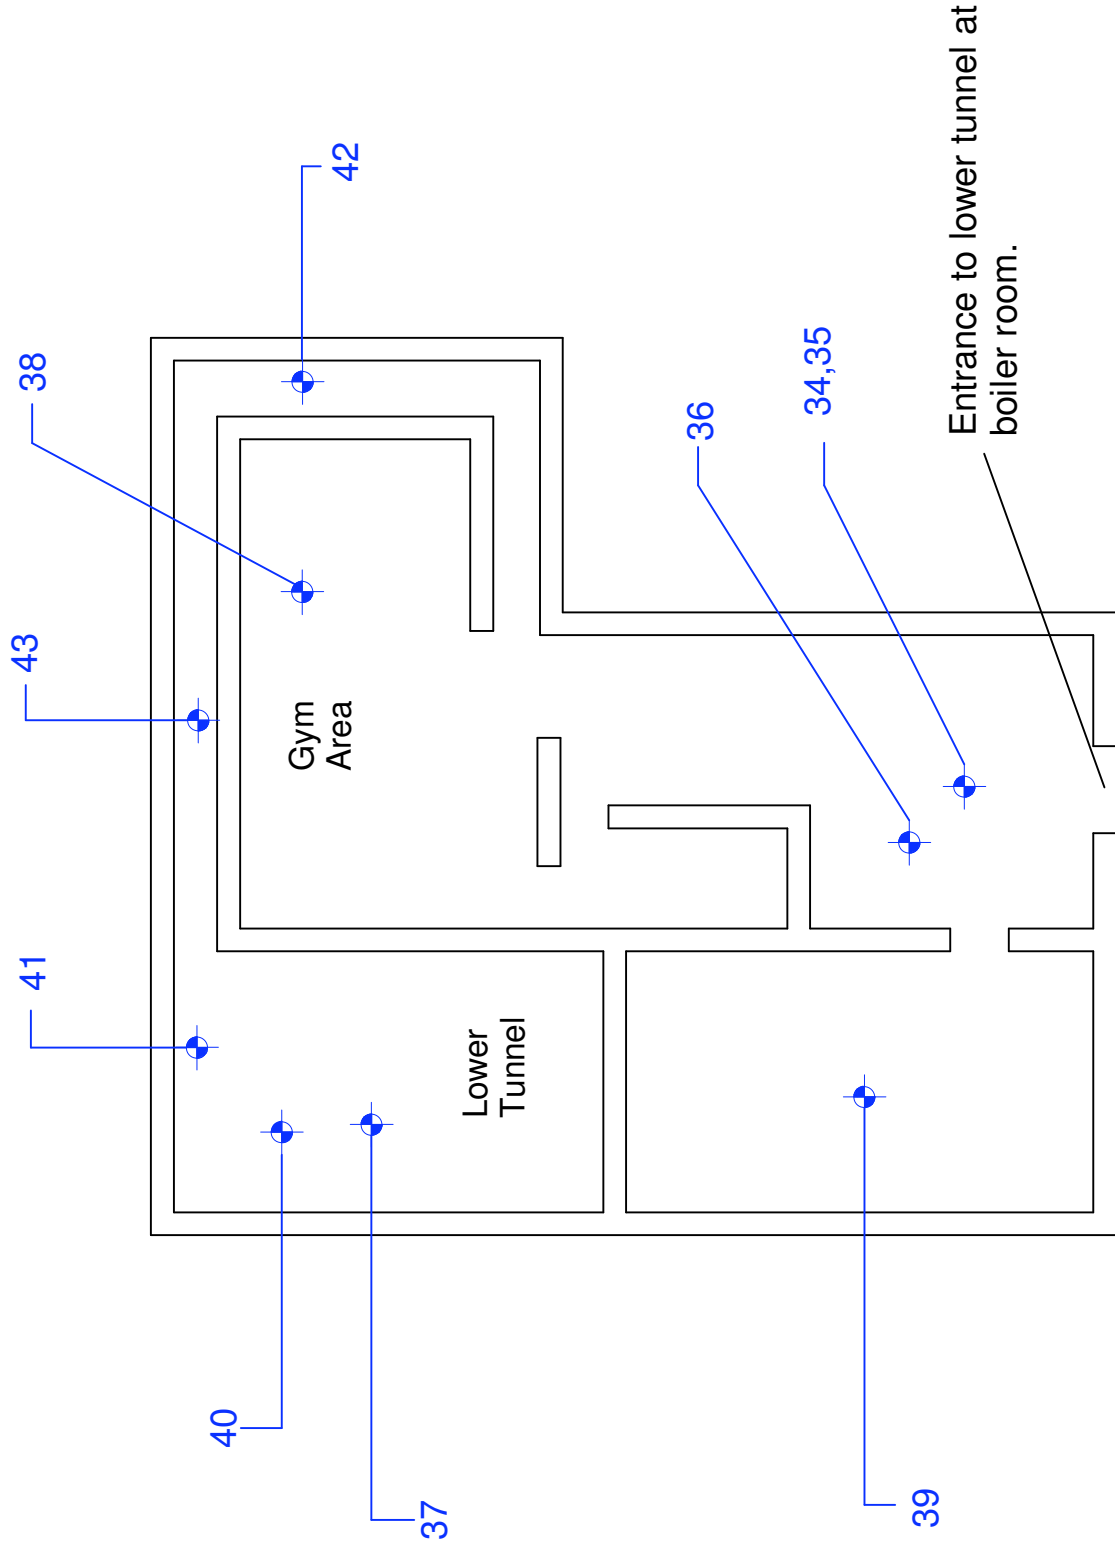 42
38
43
41
40
37
36
34,35
39
Gym
Area
Lower
Tunnel
Entrance to lower tunnel at
boiler room.